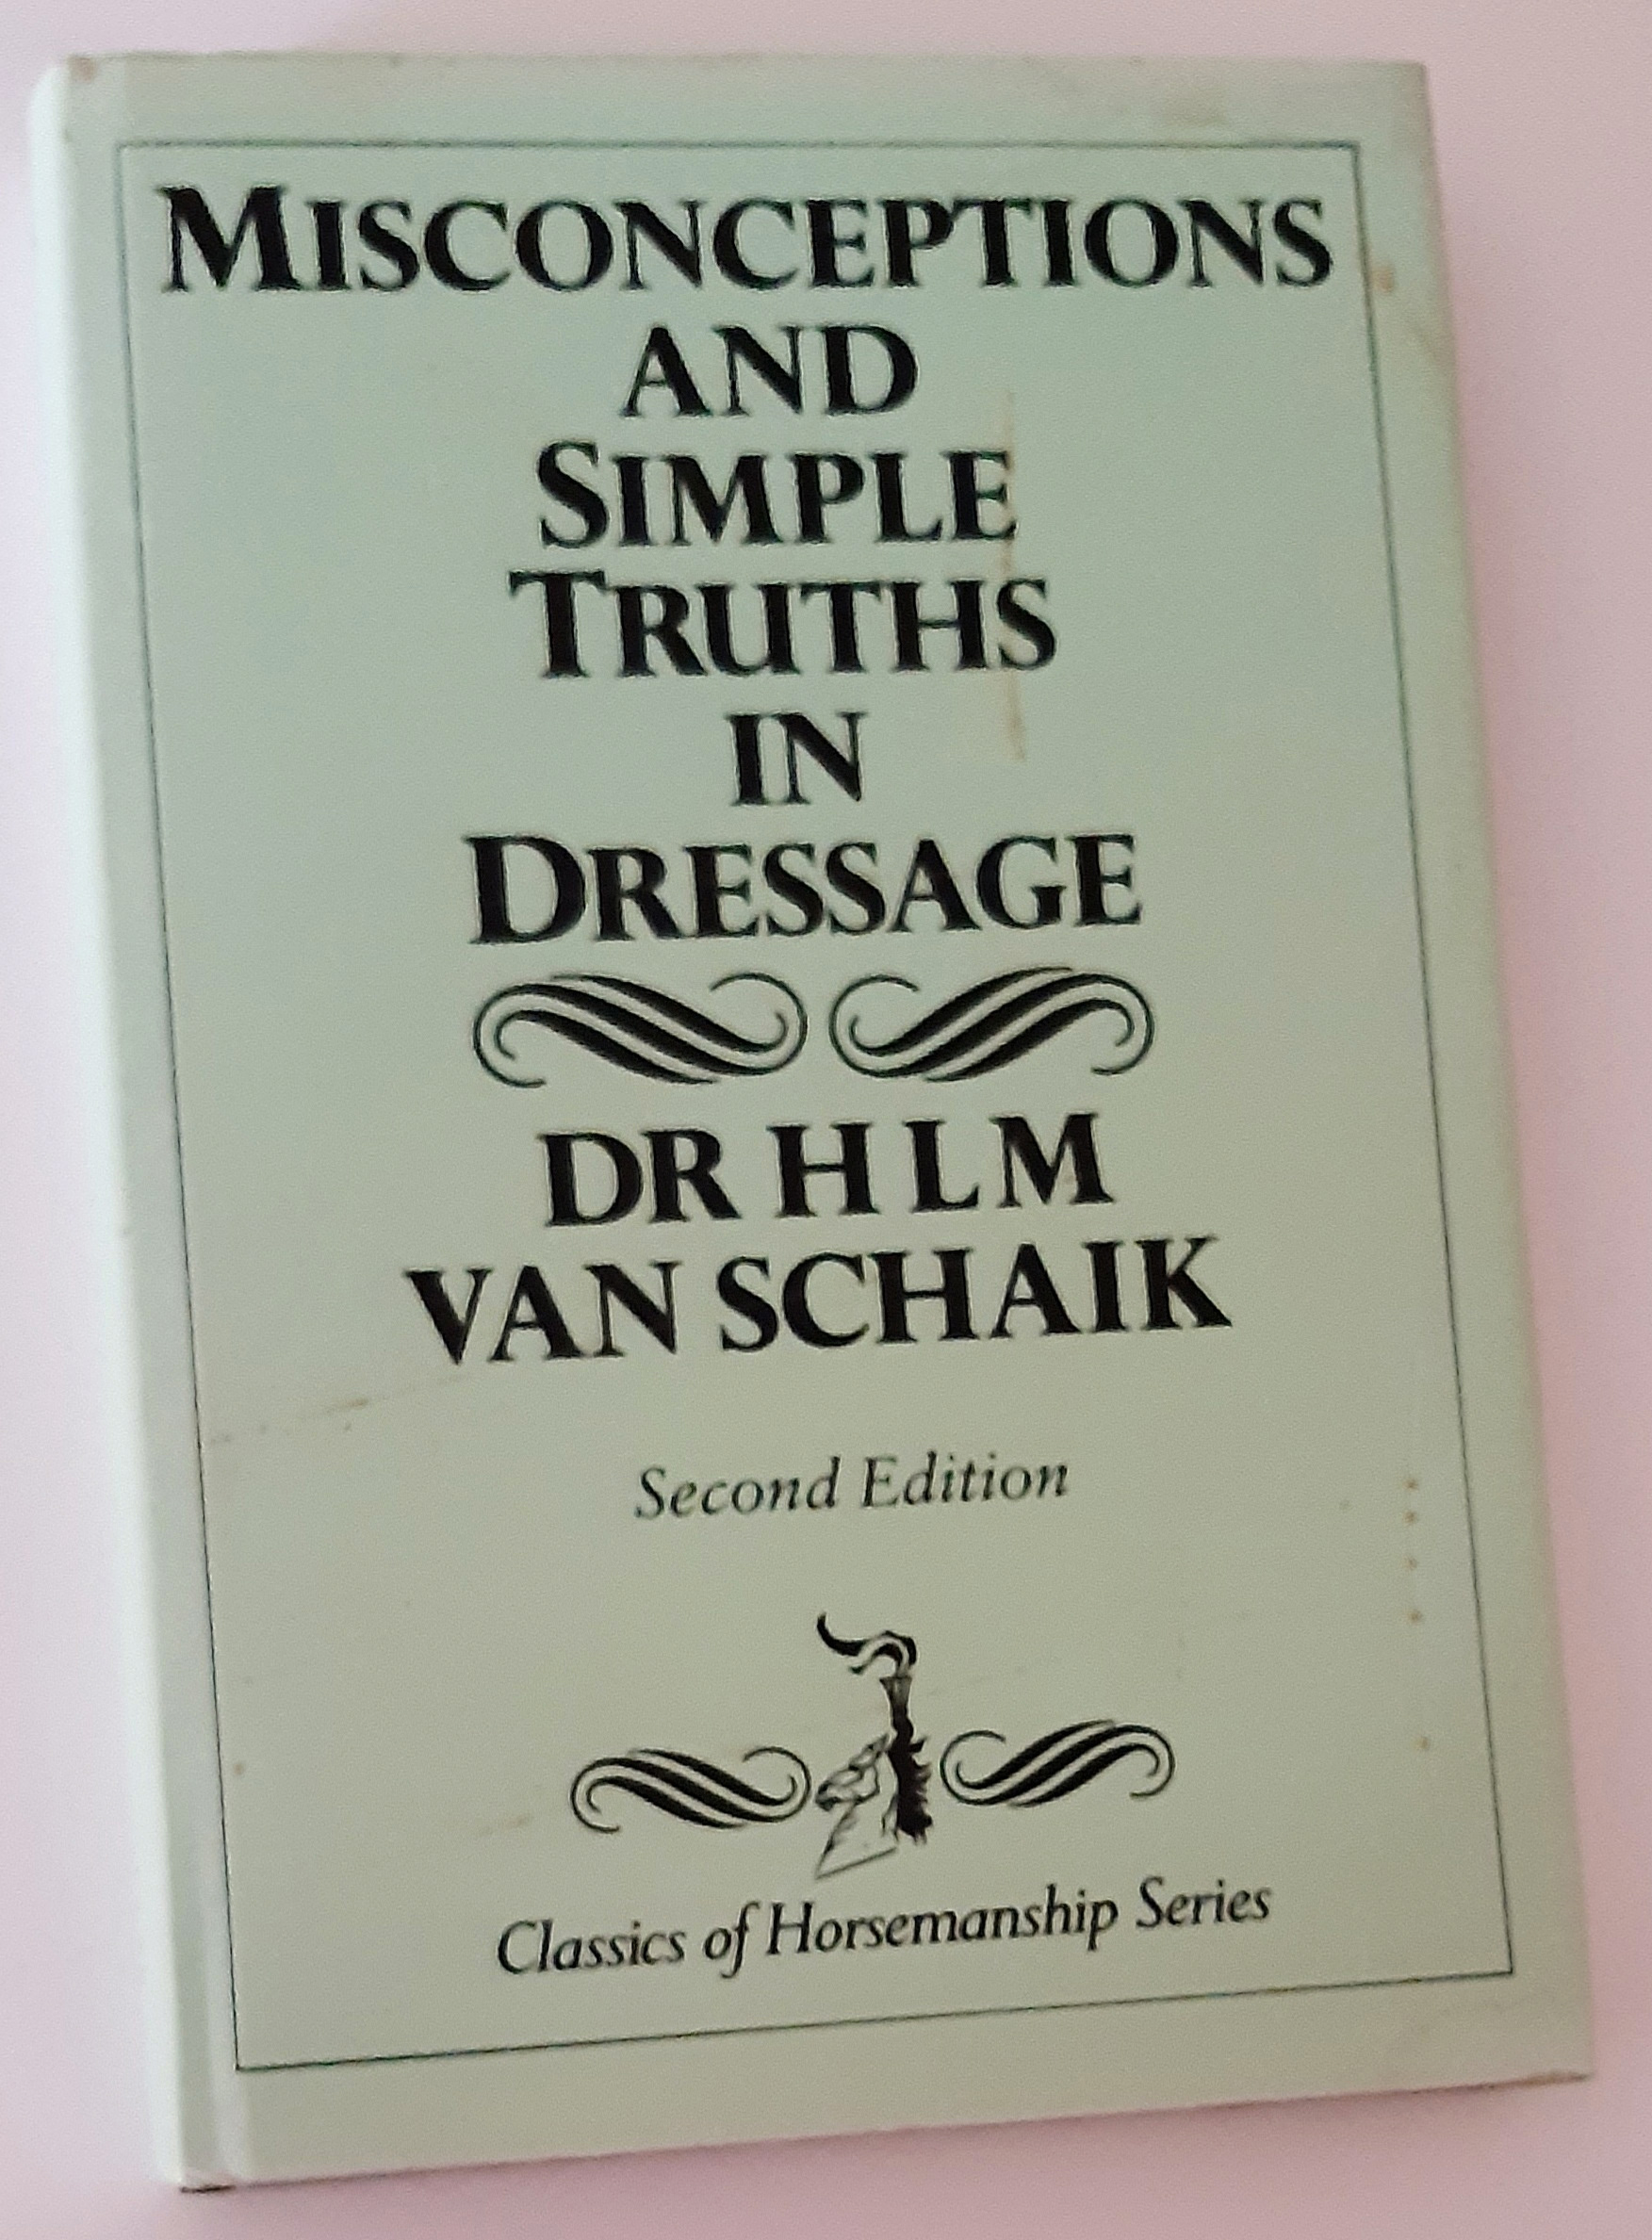 MISCONCEPTIONS
AND
SIMPLE
TRUTHS
IN
DRESSAGE
DR H L M
VAN SCHAIK
Second Edition
Classics of Horsemanship Series